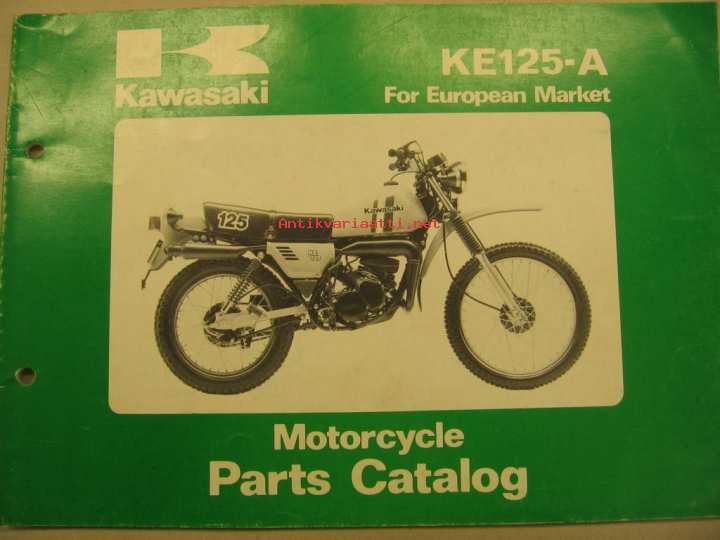 Kawasaki
KE125-A
For European Market
Kawasaki
125
Antikvariaatti.net
Motorcycle
Parts Catalog